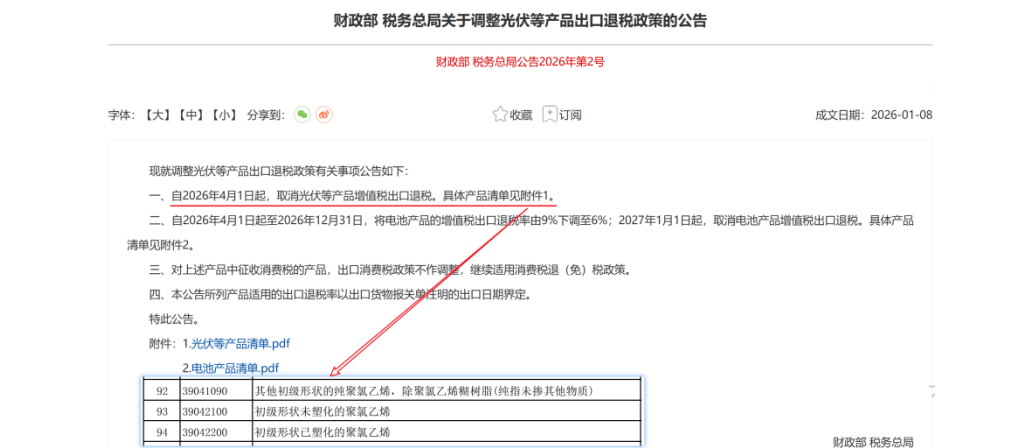 财政部 税务总局关于调整光伏等产品出口退税政策的公告
财政部 税务总局公告2026年第2号
字体：【大】【中】【小】 分享到： 收藏 订阅 成文日期：2026-01-08
现就调整光伏等产品出口退税政策有关事项公告如下：
一、自2026年4月1日起，取消光伏等产品增值税出口退税。具体产品清单见附件1。
二、自2026年4月1日起至2026年12月31日，将电池产品的增值税出口退税率由9%下调至6%；2027年1月1日起，取消电池产品增值税出口退税。具体产品
清单见附件2。
三、对上述产品中征收消费税的产品，出口消费税政策不作调整，继续适用消费税退（免）税政策。
四、本公告所列产品适用的出口退税率以出口货物报关单注明的出口日期界定。
特此公告。
附件：1.光伏等产品清单.pdf
2.电池产品清单.pdf
92 39041090 其他初级形状的纯聚氯乙烯，除聚氯乙烯糊树脂(纯指未掺其他物质)
93 39042100 初级形状未塑化的聚氯乙烯
94 39042200 初级形状已塑化的聚氯乙烯
财政部 税务总局